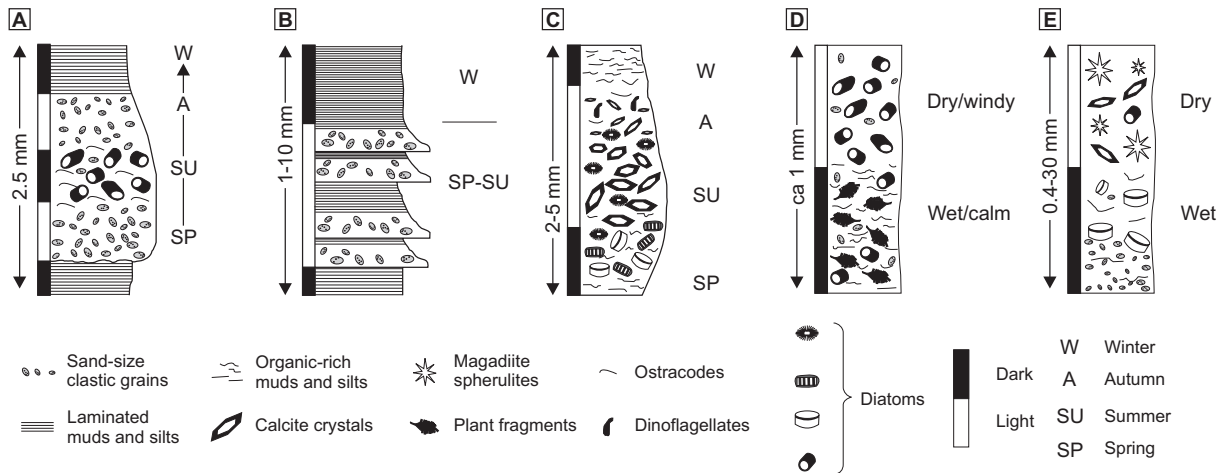 A
2.5 mm
W
A
SU
SP
B
1-10 mm
W
SP-SU
C
2-5 mm
W
A
SU
SP
D
ca 1 mm
Dry/windy
Wet/calm
E
0.4-30 mm
Dry
Wet
Sand-size
clastic grains
Organic-rich
muds and silts
Magadiite
spherulites
Ostracodes
Laminated
muds and silts
Calcite crystals
Plant fragments
Dinoflagellates
Diatoms
Dark
Light
W Winter
A Autumn
SU Summer
SP Spring